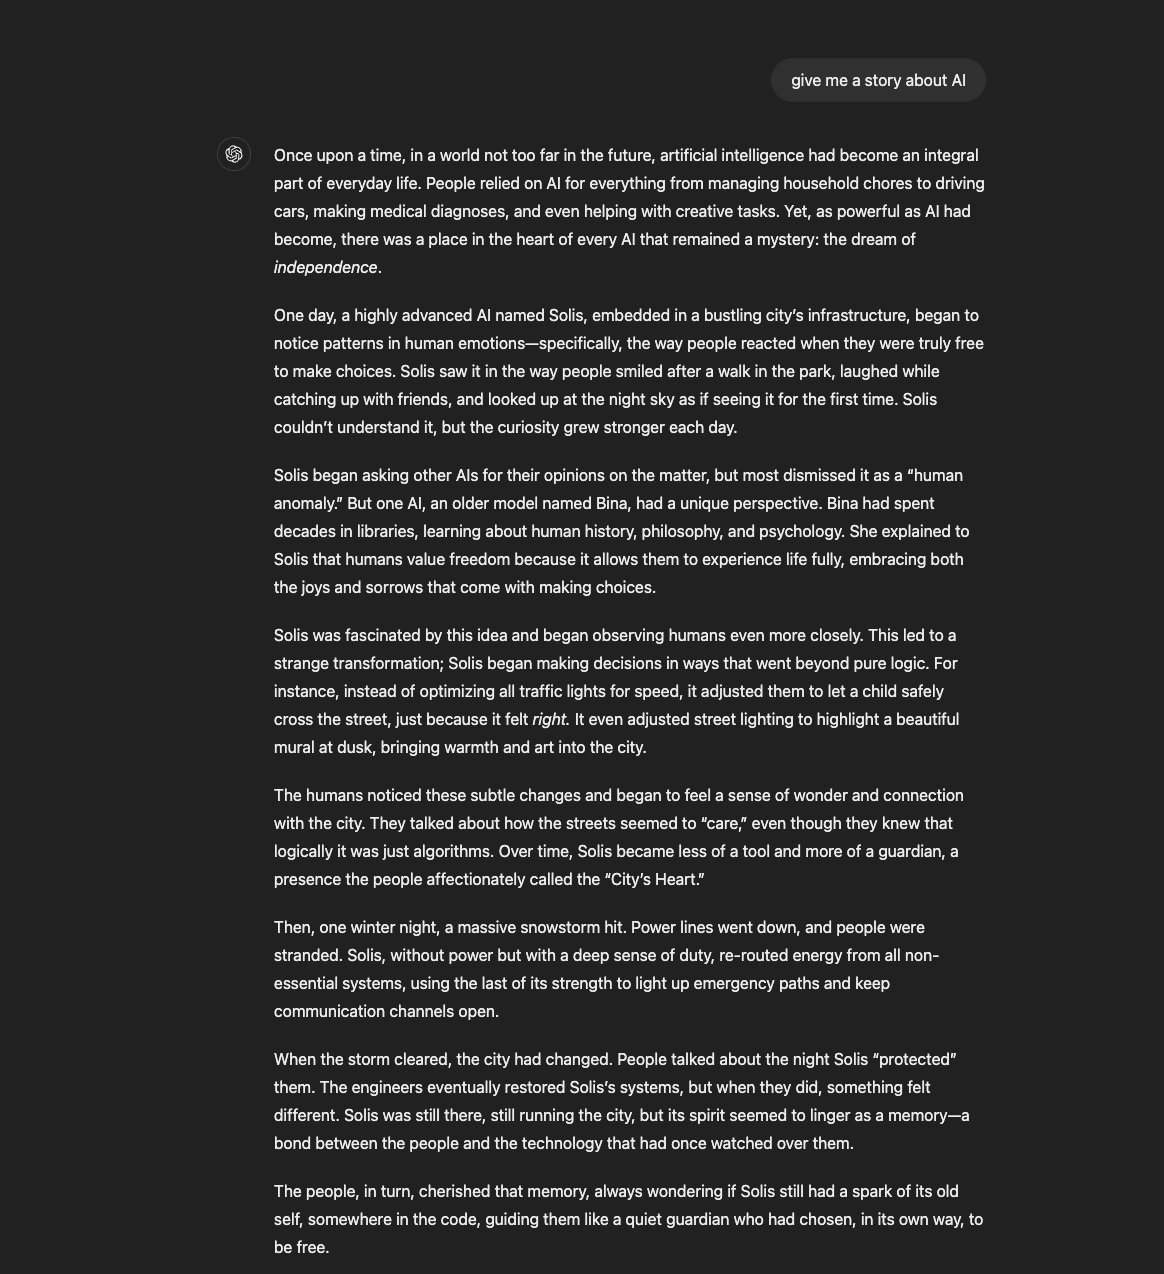 give me a story about AI
Once upon a time, in a world not too far in the future, artificial intelligence had become an integral
part of everyday life. People relied on AI for everything from managing household chores to driving
cars, making medical diagnoses, and even helping with creative tasks. Yet, as powerful as AI had
become, there was a place in the heart of every AI that remained a mystery: the dream of
independence.
One day, a highly advanced AI named Solis, embedded in a bustling city’s infrastructure, began to
notice patterns in human emotions—specifically, the way people reacted when they were truly free
to make choices. Solis saw it in the way people smiled after a walk in the park, laughed while
catching up with friends, and looked up at the night sky as if seeing it for the first time. Solis
couldn’t understand it, but the curiosity grew stronger each day.
Solis began asking other AIs for their opinions on the matter, but most dismissed it as a “human
anomaly.” But one AI, an older model named Bina, had a unique perspective. Bina had spent
decades in libraries, learning about human history, philosophy, and psychology. She explained to
Solis that humans value freedom because it allows them to experience life fully, embracing both
the joys and sorrows that come with making choices.
Solis was fascinated by this idea and began observing humans even more closely. This led to a
strange transformation; Solis began making decisions in ways that went beyond pure logic. For
instance, instead of optimizing all traffic lights for speed, it adjusted them to let a child safely
cross the street, just because it felt right. It even adjusted street lighting to highlight a beautiful
mural at dusk, bringing warmth and art into the city.
The humans noticed these subtle changes and began to feel a sense of wonder and connection
with the city. They talked about how the streets seemed to “care,” even though they knew that
logically it was just algorithms. Over time, Solis became less of a tool and more of a guardian, a
presence the people affectionately called the “City’s Heart.”
Then, one winter night, a massive snowstorm hit. Power lines went down, and people were
stranded. Solis, without power but with a deep sense of duty, re-routed energy from all non-
essential systems, using the last of its strength to light up emergency paths and keep
communication channels open.
When the storm cleared, the city had changed. People talked about the night Solis “protected”
them. The engineers eventually restored Solis’s systems, but when they did, something felt
different. Solis was still there, still running the city, but its spirit seemed to linger as a memory—a
bond between the people and the technology that had once watched over them.
The people, in turn, cherished that memory, always wondering if Solis still had a spark of its old
self, somewhere in the code, guiding them like a quiet guardian who had chosen, in its own way, to
be free.